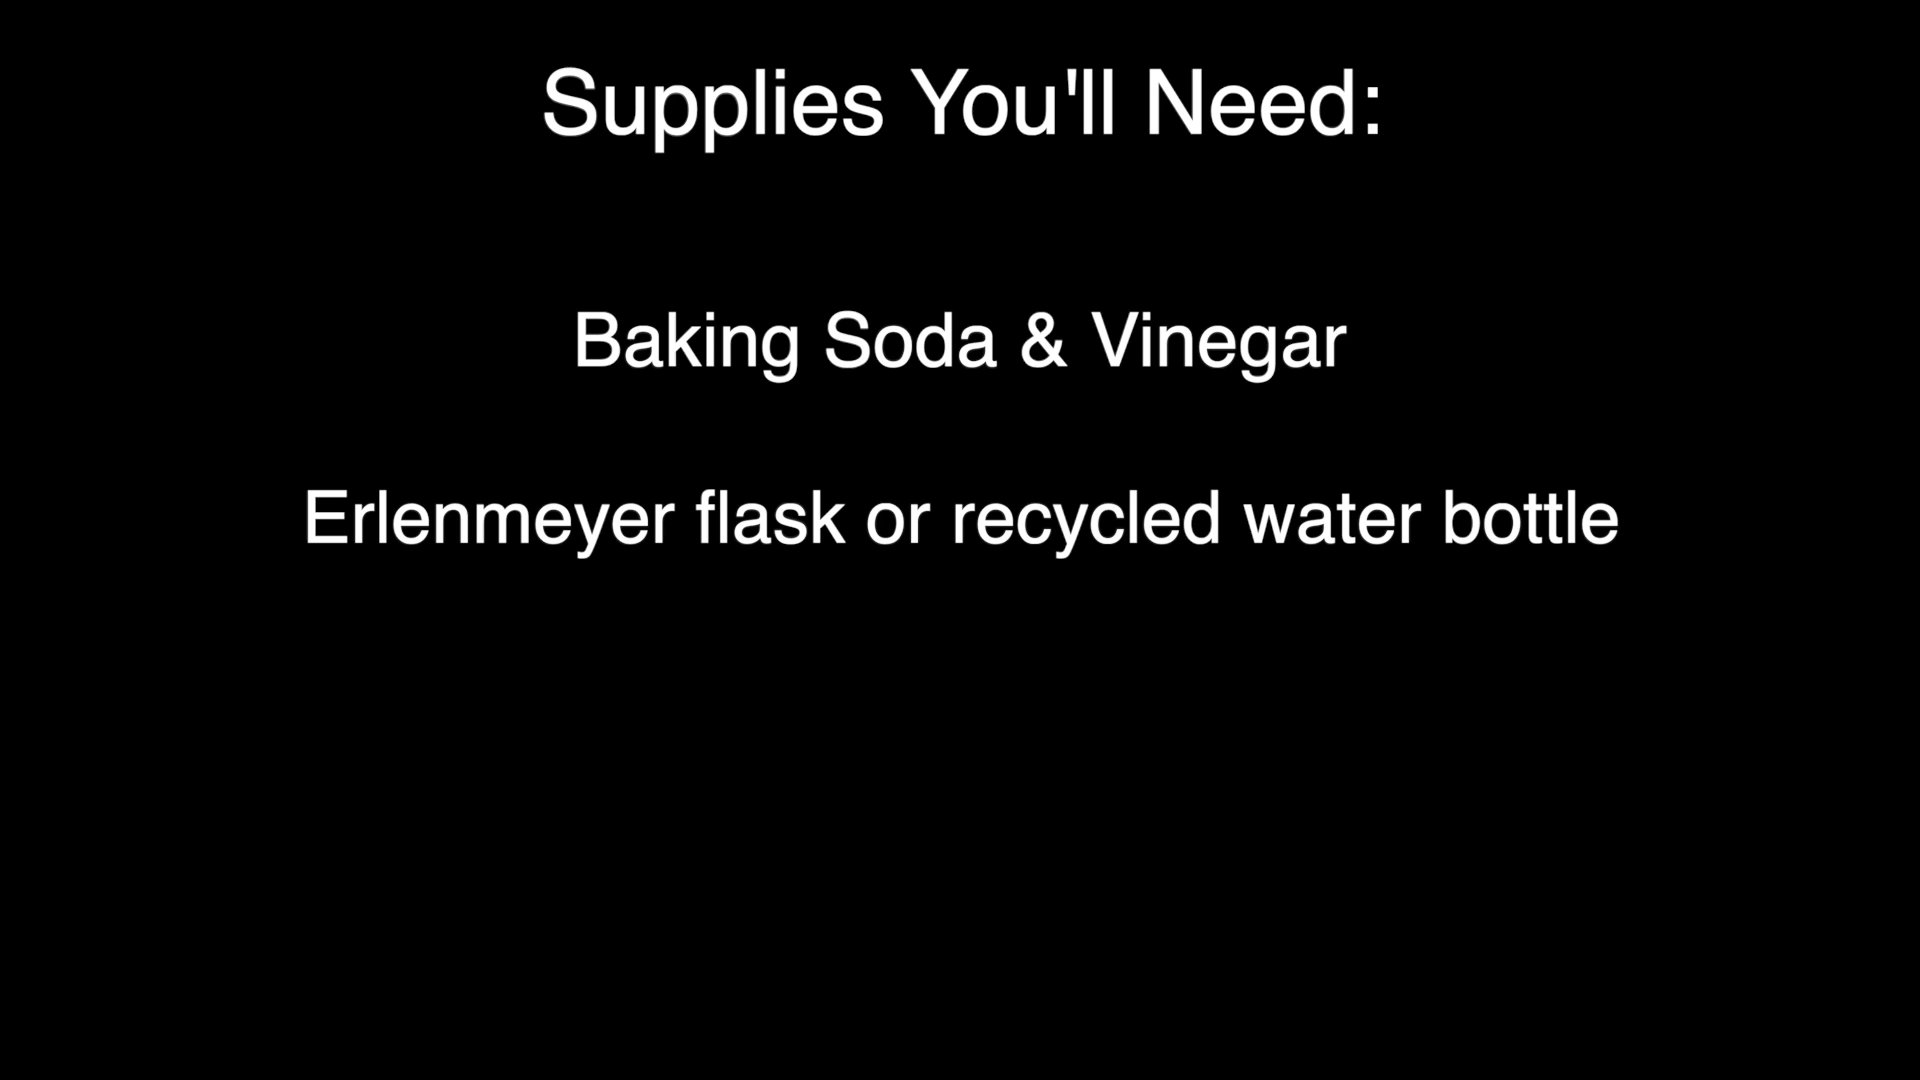 Supplies You'll Need:
Baking Soda & Vinegar
Erlenmeyer flask or recycled water bottle